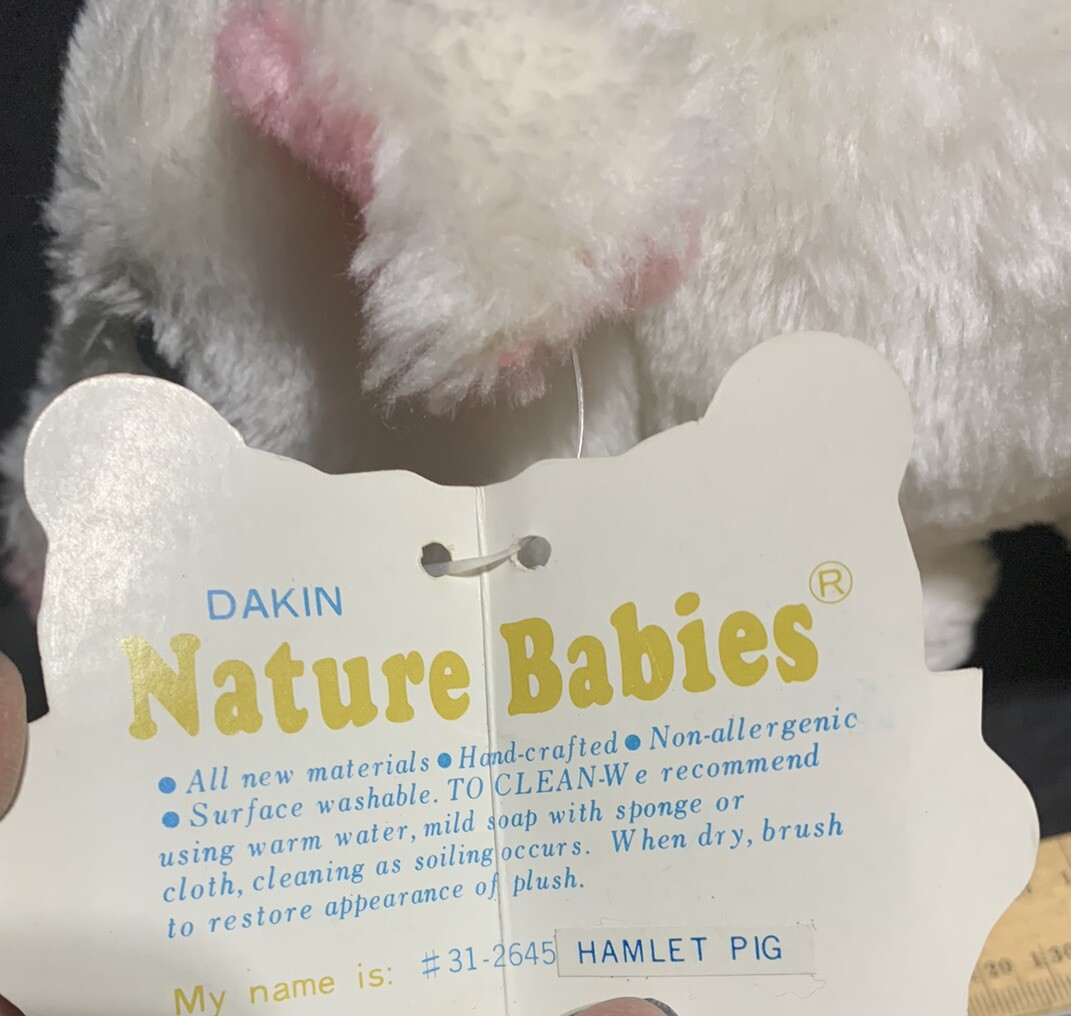 DAKIN
Nature Babies®
● All new materials ● Hand-crafted ● Non-allergenic
● Surface washable. TO CLEAN-We recommend
using warm water, mild soap with sponge or
cloth, cleaning as soiling occurs. When dry, brush
to restore appearance of plush.
My name is: #31-2645 HAMLET PIG
30